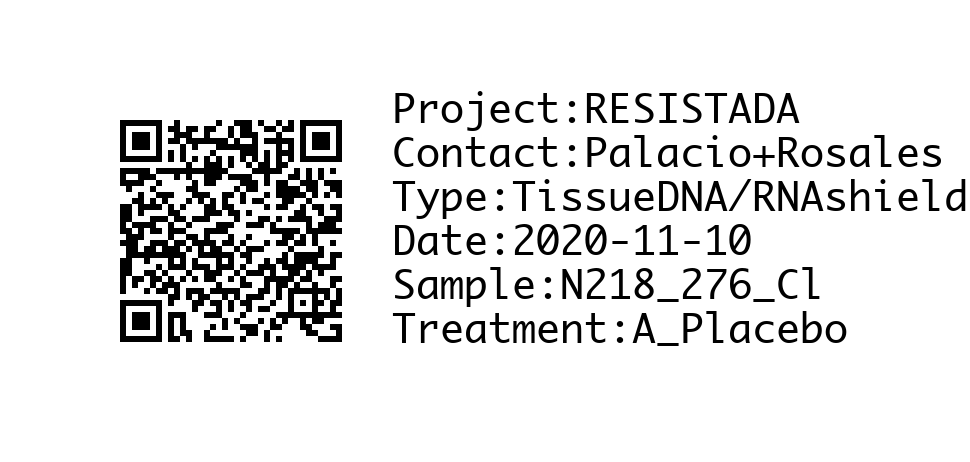 Project:RESISTADA
Contact:Palacio+Rosales
Type:TissueDNA/RNAshield
Date:2020-11-10
Sample:N218_276_Cl
Treatment:A_Placebo